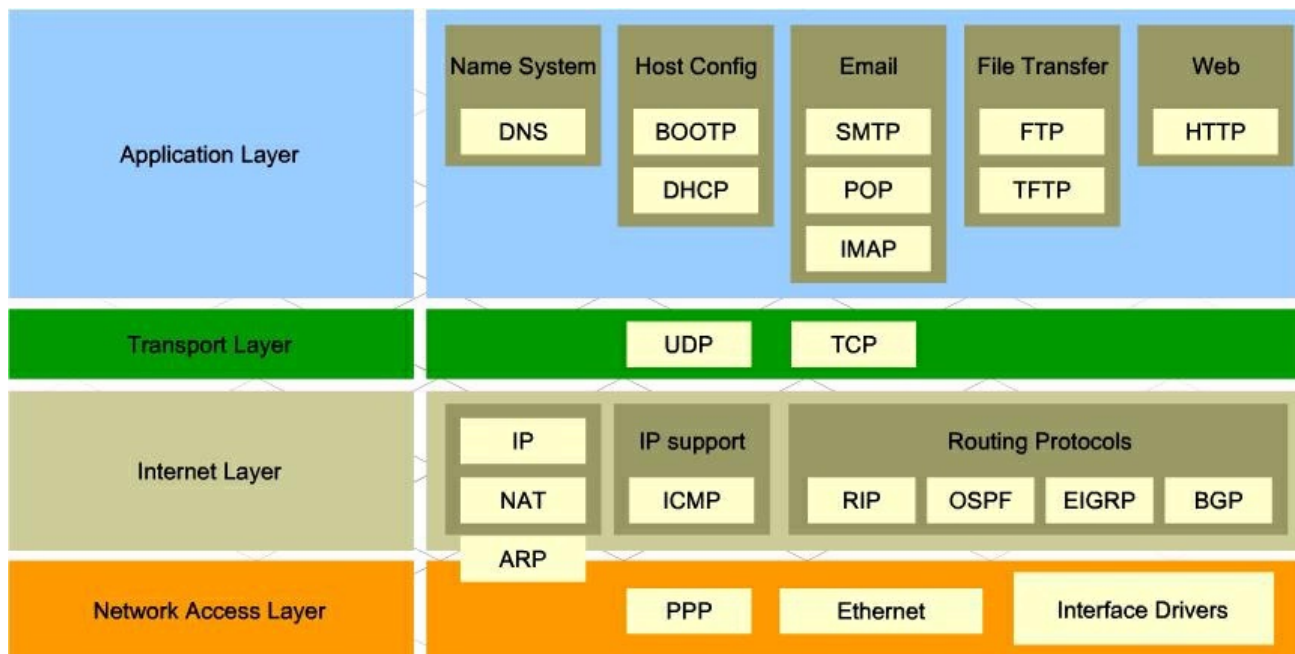 Application Layer
Name System
DNS
Host Config
BOOTP
DHCP
Email
SMTP
POP
IMAP
File Transfer
FTP
TFTP
Web
HTTP
Transport Layer
UDP
TCP
Internet Layer
IP
NAT
ARP
IP support
ICMP
Routing Protocols
RIP
OSPF
EIGRP
BGP
Network Access Layer
PPP
Ethernet
Interface Drivers